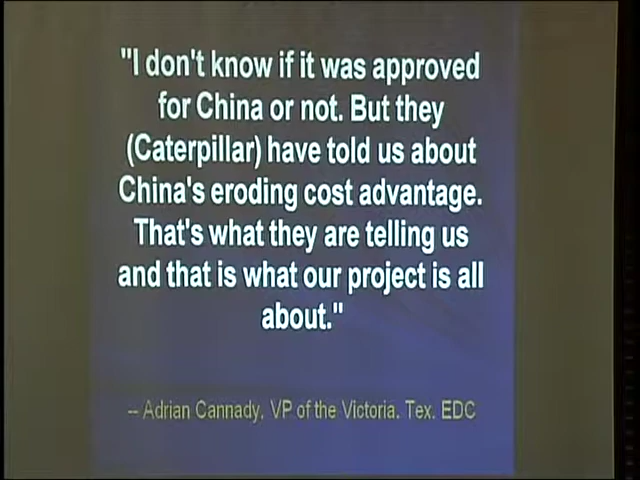 "I don't know if it was approved
for China or not. But they
(Caterpillar) have told us about
China's eroding cost advantage.
That's what they are telling us
and that is what our project is all
about."
– Adrian Cannady, VP of the Victoria, Tex. EDC